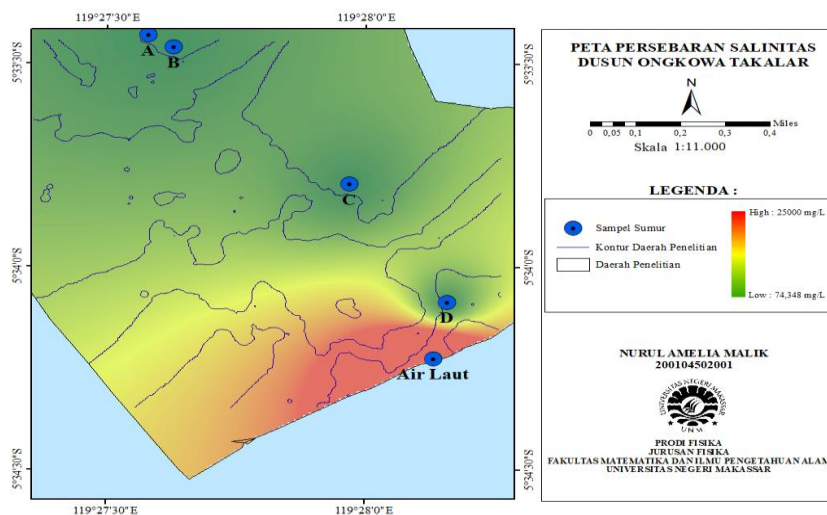 119°27'30"E 119°28'0"E
5°33'30"S
5°34'0"S
5°34'30"S
A
B
C
D
Air Laut
5°33'30"S
5°34'0"S
5°34'30"S
119°27'30"E 119°28'0"E
PETA PERSEBARAN SALINITAS
DUSUN ONGKOWA TAKALAR
N
0 0,05 0,1 0,2 0,3 0,4 Miles
Skala 1:11.000
LEGENDA :
Sampel Sumur
Kontur Daerah Penelitian
Daerah Penelitian
High : 25000 mg/L
Low : 74,348 mg/L
NURUL AMELIA MALIK
200104502001
UNIVERSITAS NEGERI MAKASSAR
UNM
PRODI FISIKA
JURUSAN FISIKA
FAKULTAS MATEMATIKA DAN ILMU PENGETAHUAN ALAM
UNIVERSITAS NEGERI MAKASSAR